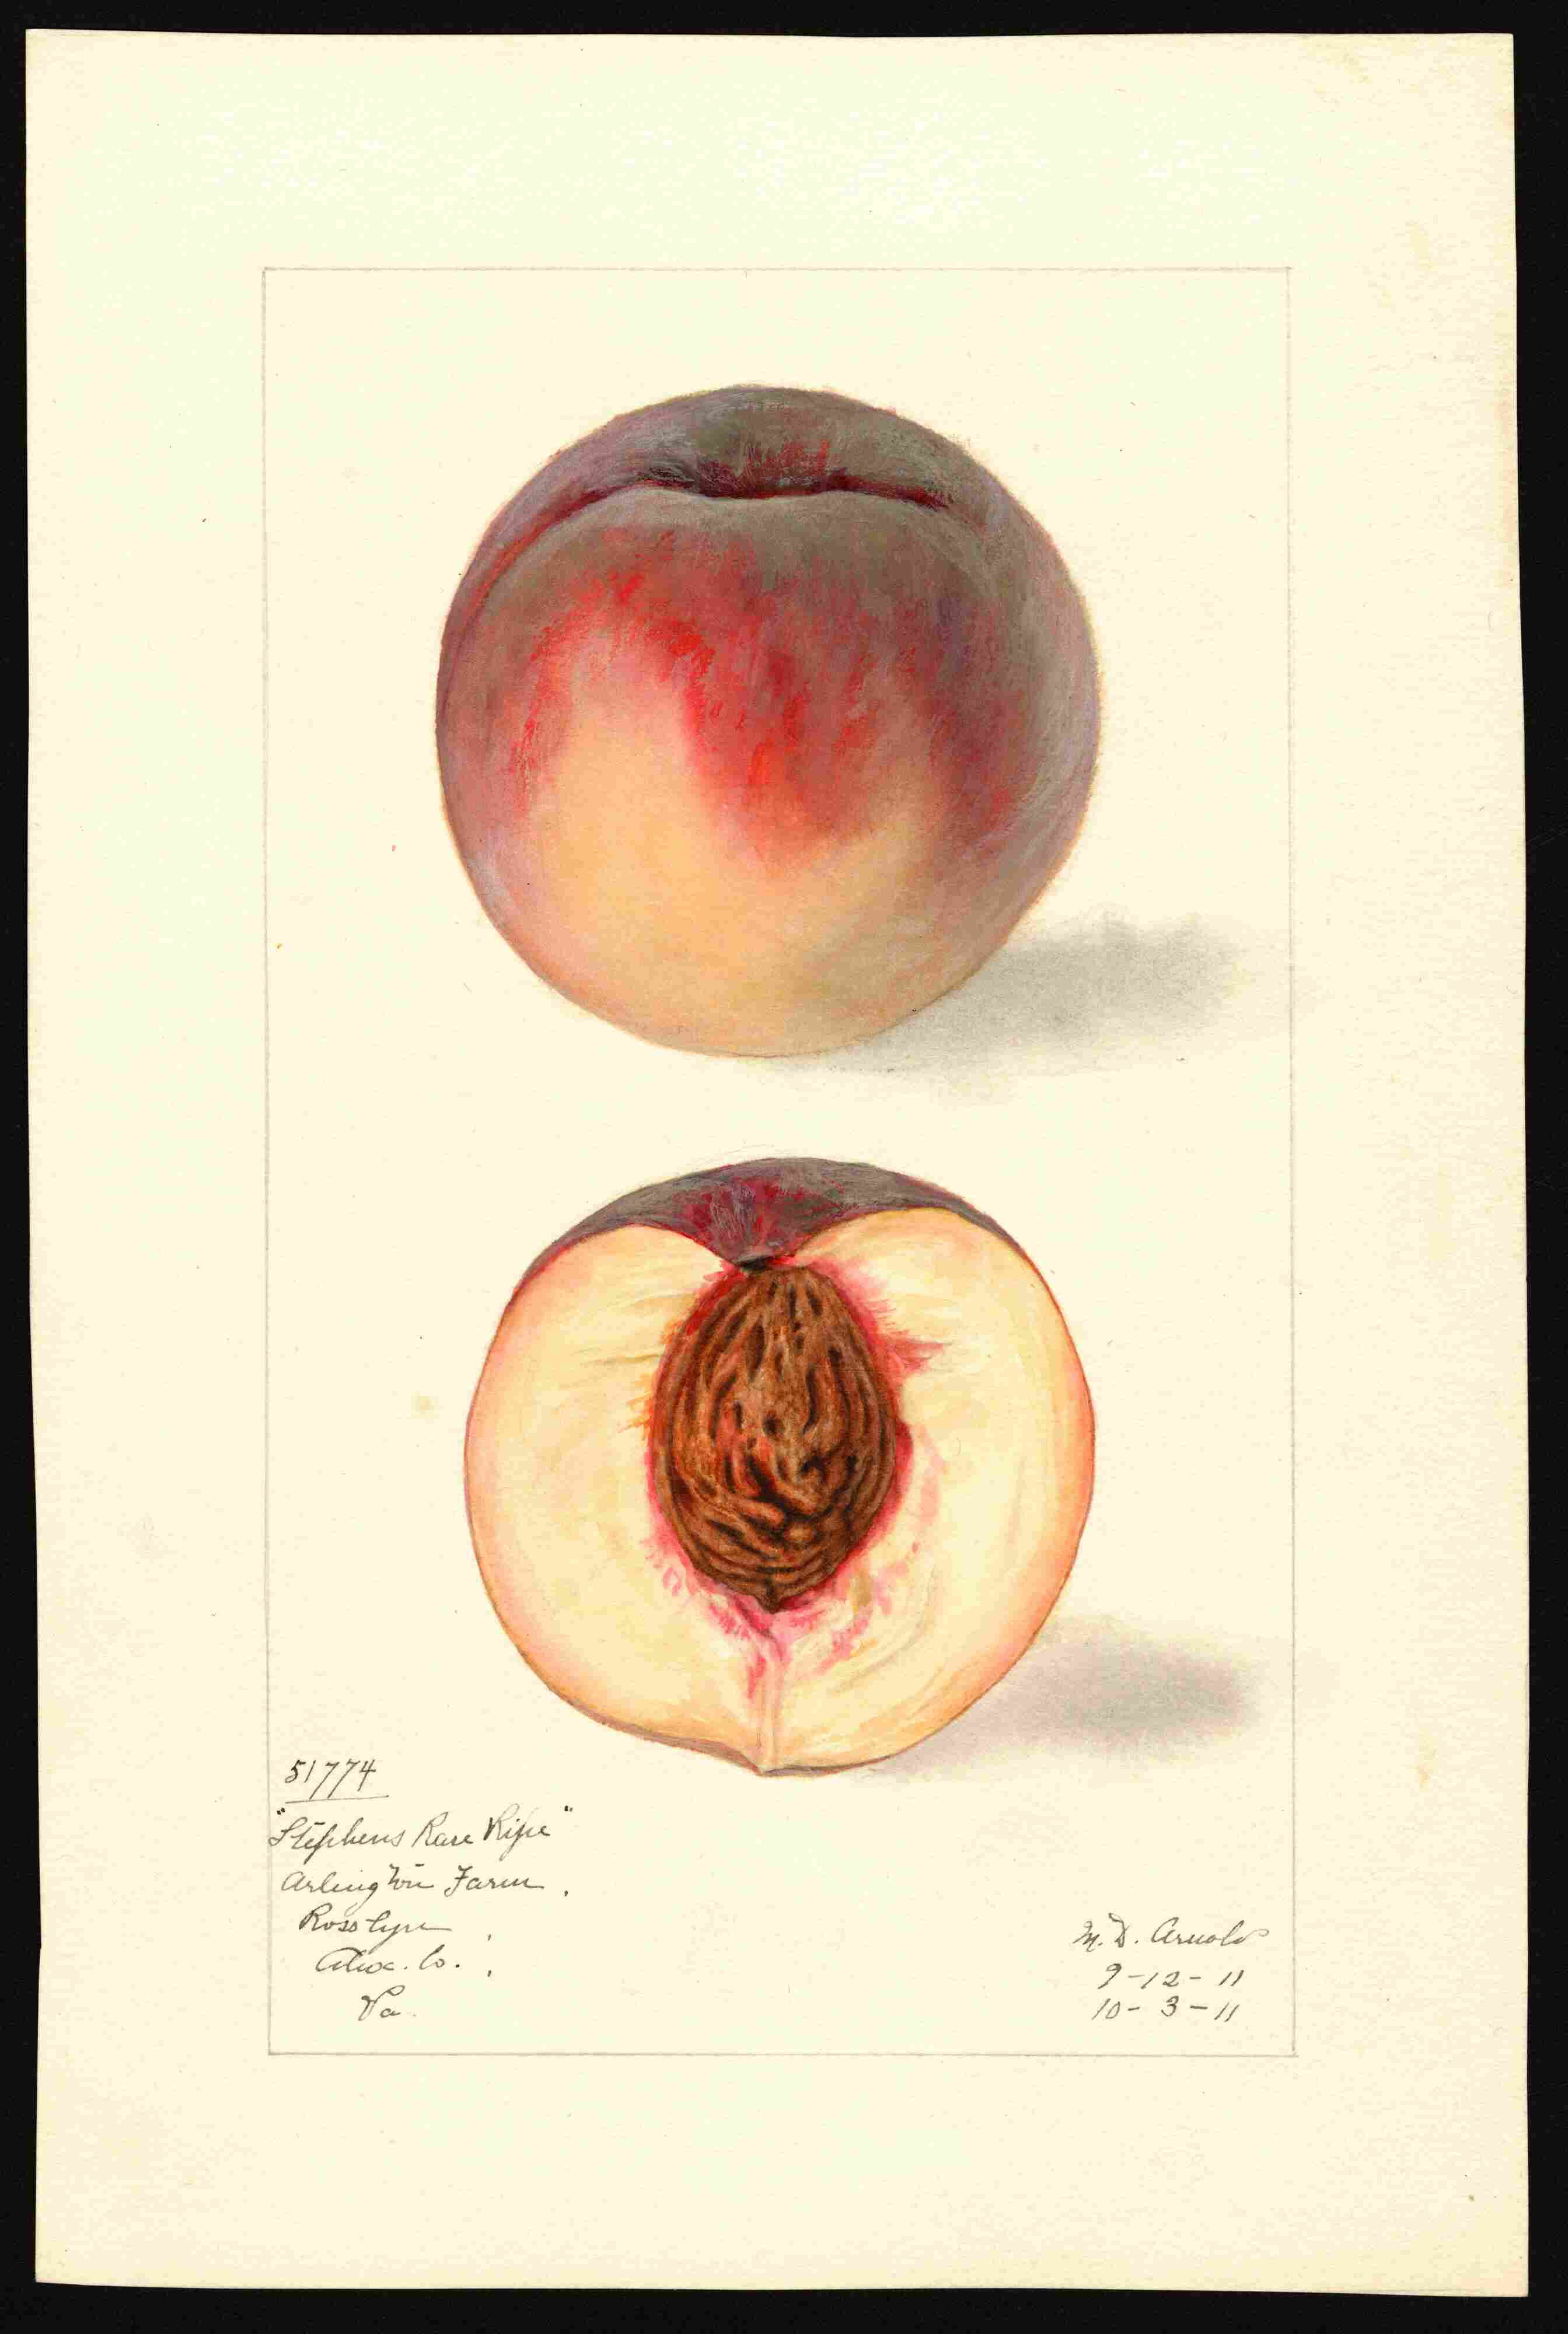 51774
"Stephens Rare Ripe"
Arlington Farm.
Rosslyn
Alex. Co.
Va.
M. D. Arnold
9-12-11
10-3-11